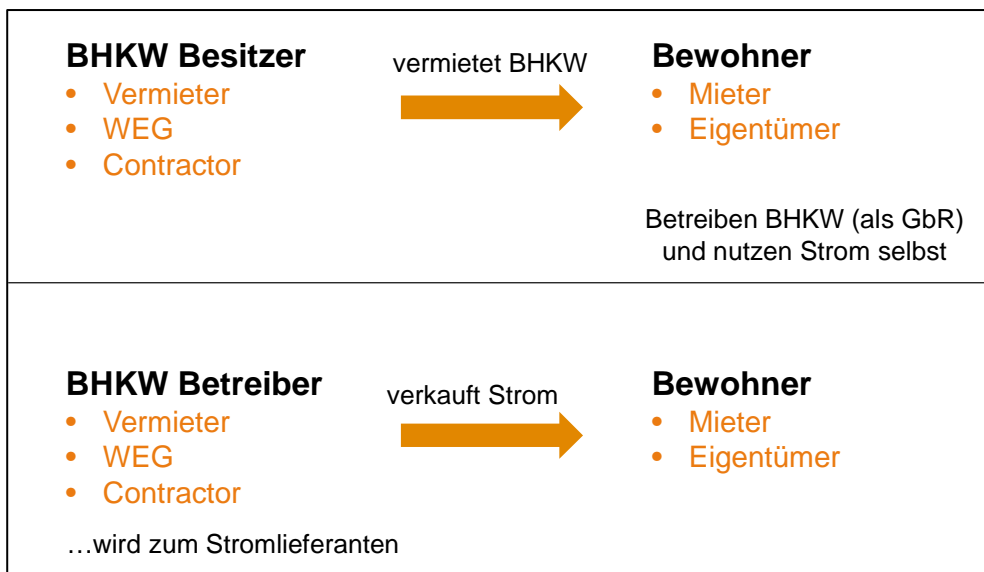 BHKW Besitzer
• Vermieter
• WEG
• Contractor
vermietet BHKW
Bewohner
• Mieter
• Eigentümer
Betreiben BHKW (als GbR)
und nutzen Strom selbst
BHKW Betreiber
• Vermieter
• WEG
• Contractor
…wird zum Stromlieferanten
verkauft Strom
Bewohner
• Mieter
• Eigentümer